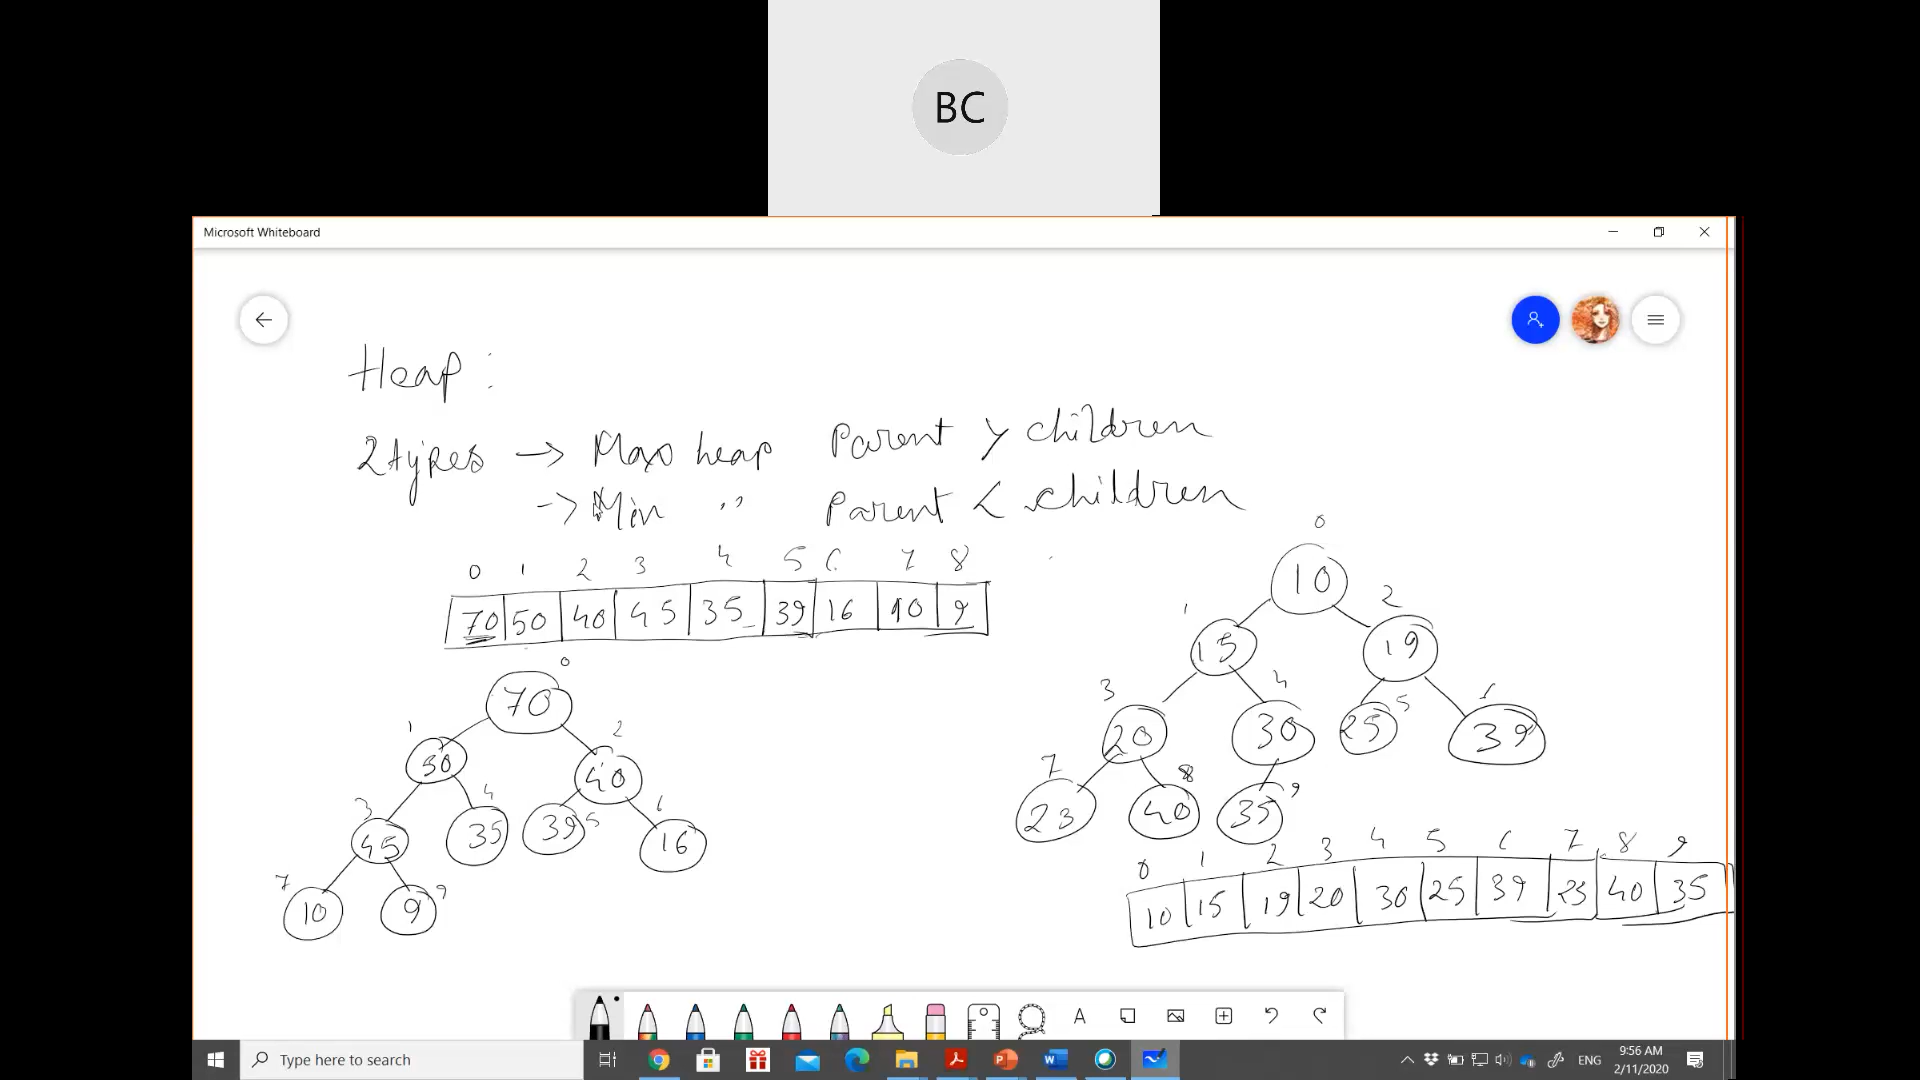 BC
Microsoft Whiteboard
Heap :
2 types → Max heap Parent > children
→ Min " Parent < children
0 1 2 3 4 5 6 7 8
70 50 40 45 35 39 16 10 9
0
70
1 2
50 40
3 4 5 6
45 35 39 16
7 9
10 9
0
10
1 2
15 19
3 4 5 6
20 30 25 39
7 8 9
23 40 35
0 1 2 3 4 5 6 7 8 9
10 15 19 20 30 25 39 23 40 35
A
Type here to search
ENG
9:56 AM
2/11/2020